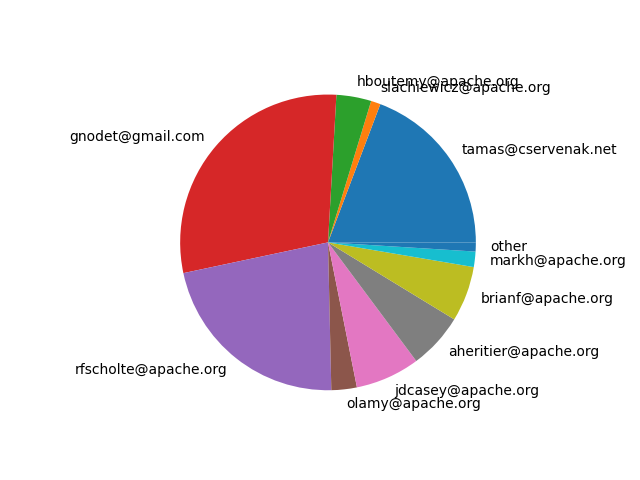 hboutemy@apache.org
slachiewicz@apache.org
gnodet@gmail.com
tamas@cservenak.net
other
markh@apache.org
brianf@apache.org
aheritier@apache.org
rfscholte@apache.org
jdcasey@apache.org
olamy@apache.org